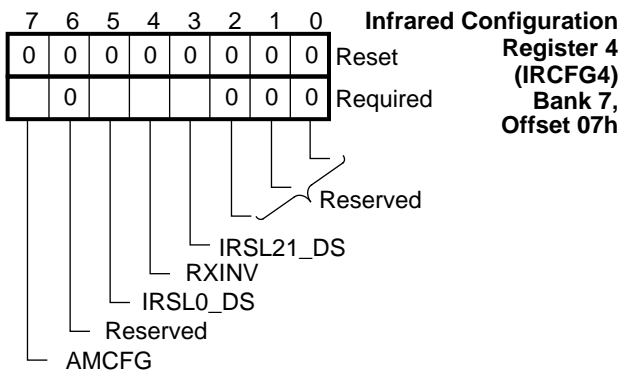 7 6 5 4 3 2 1 0 Infrared Configuration
Register 4
(IRCFG4)
Bank 7,
Offset 07h
0 0 0 0 0 0 0 0 Reset
0 0 0 0 Required
Reserved
IRSL21_DS
RXINV
IRSL0_DS
Reserved
AMCFG